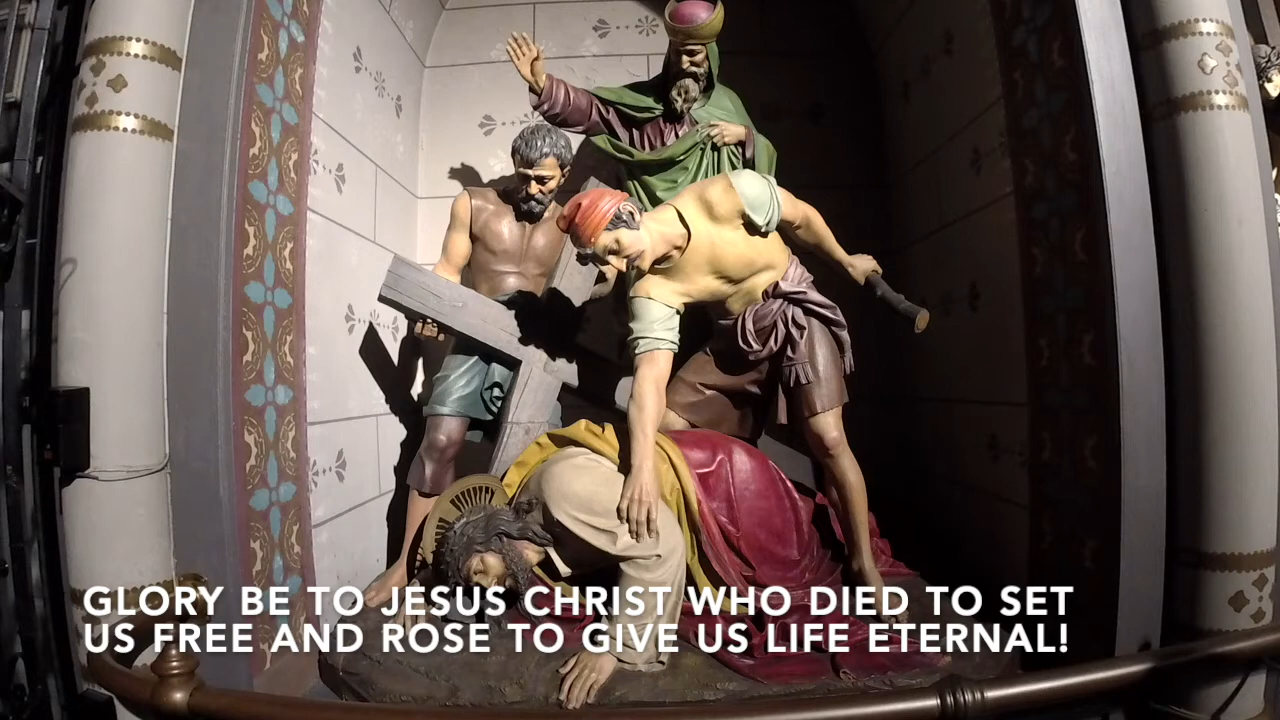 GLORY BE TO JESUS CHRIST WHO DIED TO SET
US FREE AND ROSE TO GIVE US LIFE ETERNAL!